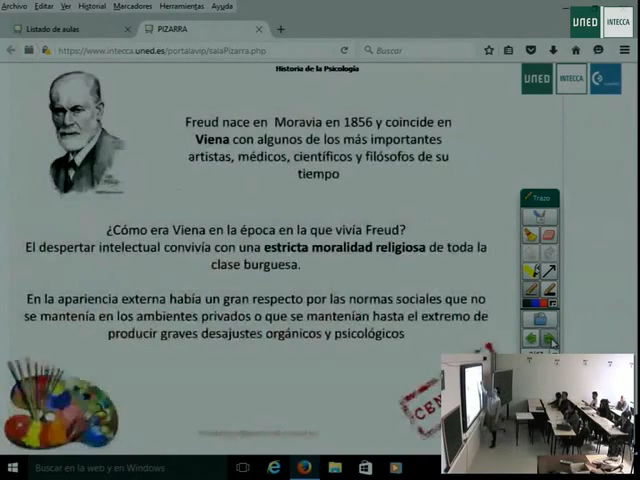 Archivo Editar Ver Historial Marcadores Herramientas Ayuda
UNED INTECCA
Listado de aulas
PIZARRA
https://www.intecca.uned.es/portalavip/salaPizarra.php
Buscar
Historia de la Psicología
UNED INTECCA
Freud nace en Moravia en 1856 y coincide en
Viena con algunos de los más importantes
artistas, médicos, científicos y filósofos de su
tiempo
Trazo
¿Cómo era Viena en la época en la que vivía Freud?
El despertar intelectual convivía con una estricta moralidad religiosa de toda la
clase burguesa.
En la apariencia externa había un gran respecto por las normas sociales que no
se mantenía en los ambientes privados o que se mantenían hasta el extremo de
producir graves desajustes orgánicos y psicológicos
CEN
Buscar en la web y en Windows